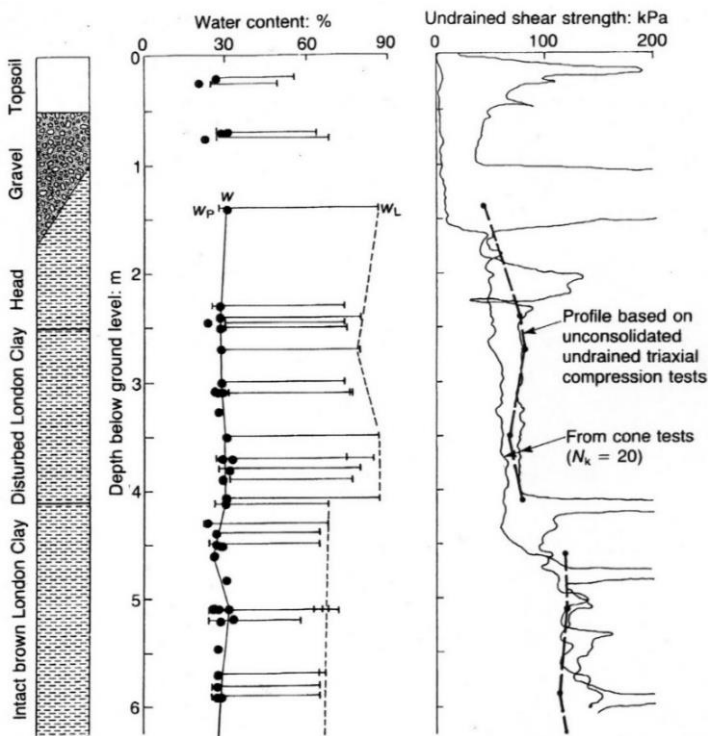 Water content: %
0 30 60 90
Undrained shear strength: kPa
0 100 200
Topsoil
Gravel
Head
Disturbed London Clay
Intact brown London Clay
Depth below ground level: m
0
1
2
3
4
5
6
w
wP
wL
Profile based on
unconsolidated
undrained triaxial
compression tests
From cone tests
(Nk = 20)